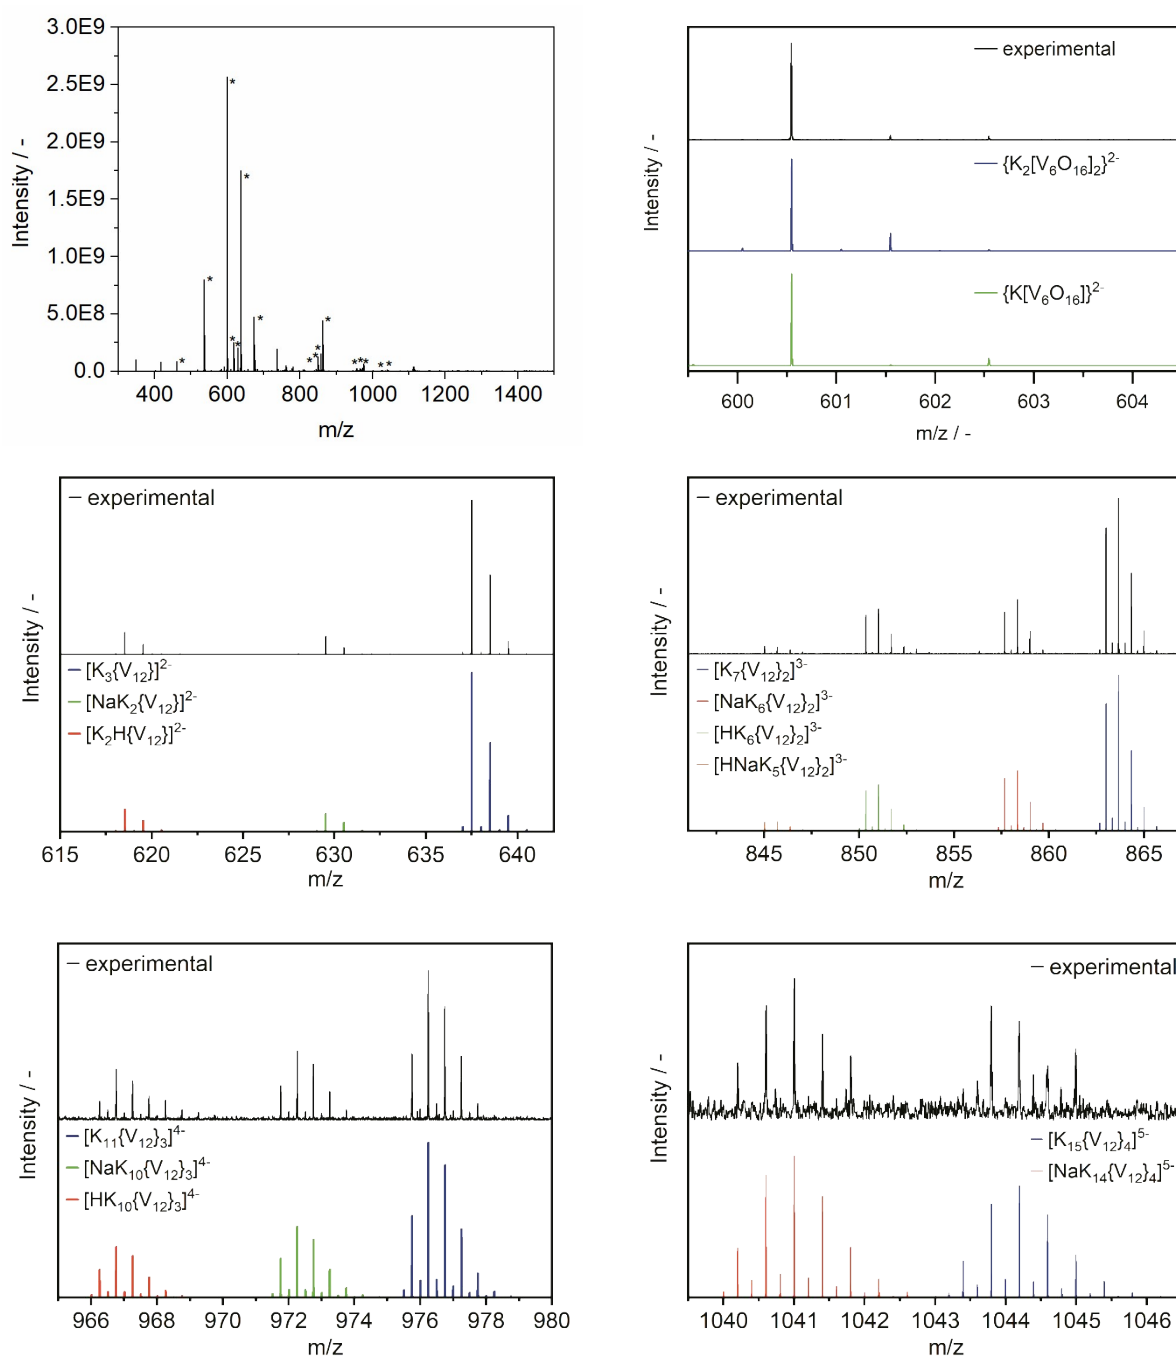 3.0E9
2.5E9
2.0E9
1.5E9
1.0E9
5.0E8
0.0
Intensity / -
* * * * * * * * * * * * * * * *
400 600 800 1000 1200 1400
m/z
experimental
{K₂[V₆O₁₆]₂}²⁻
{K[V₆O₁₆]}²⁻
Intensity / -
600 601 602 603 604
m/z / -
experimental
[K₃{V₁₂}]²⁻
[NaK₂{V₁₂}]²⁻
[K₂H{V₁₂}]²⁻
Intensity / -
615 620 625 630 635 640
m/z
experimental
[K₇{V₁₂}₂]³⁻
[NaK₆{V₁₂}₂]³⁻
[HK₆{V₁₂}₂]³⁻
[HNaK₅{V₁₂}₂]³⁻
Intensity / -
845 850 855 860 865
m/z
experimental
[K₁₁{V₁₂}₃]⁴⁻
[NaK₁₀{V₁₂}₃]⁴⁻
[HK₁₀{V₁₂}₃]⁴⁻
Intensity / -
966 968 970 972 974 976 978 980
m/z
experimental
[K₁₅{V₁₂}₄]⁵⁻
[NaK₁₄{V₁₂}₄]⁵⁻
Intensity / -
1040 1041 1042 1043 1044 1045 1046
m/z